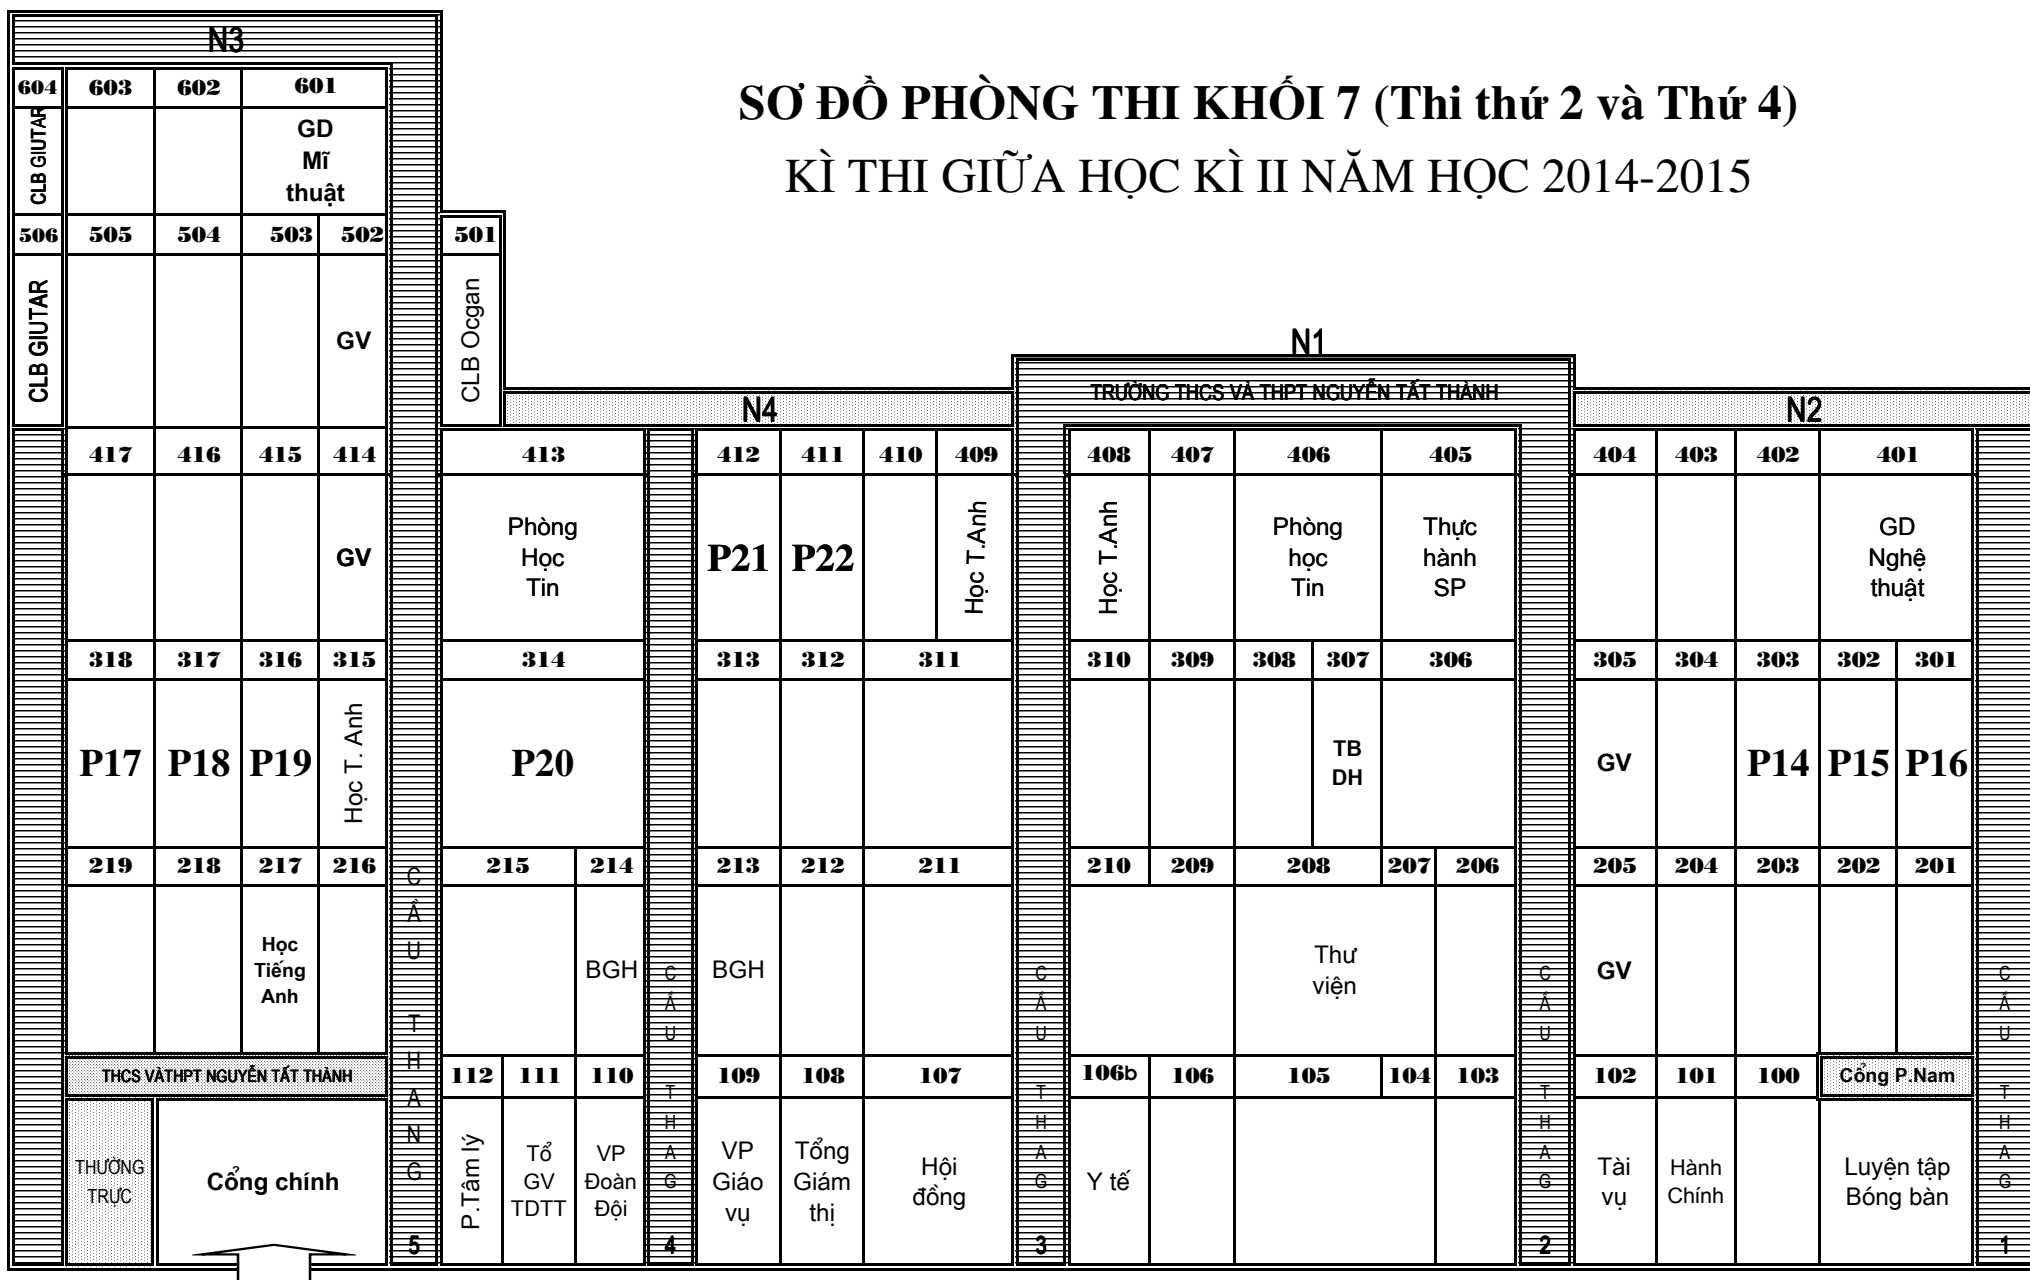 N3
SƠ ĐỒ PHÒNG THI KHỐI 7 (Thi thứ 2 và Thứ 4)
KÌ THI GIỮA HỌC KÌ II NĂM HỌC 2014-2015
604 603 602 601
CLB GIUTAR
GD
Mĩ
thuật
506 505 504 503 502 501
CLB GIUTAR
GV
CLB Ocgan
N1
TRƯỜNG THCS VÀ THPT NGUYỄN TẤT THÀNH
N4
N2
417 416 415 414 413 412 411 410 409 408 407 406 405 404 403 402 401
GV
Phòng
Học
Tin
P21
P22
Học T.Anh
Học T.Anh
Phòng
học
Tin
Thực
hành
SP
GD
Nghệ
thuật
318 317 316 315 314 313 312 311 310 309 308 307 306 305 304 303 302 301
P17
P18
P19
Học T. Anh
P20
TB
DH
GV
P14
P15
P16
219 218 217 216 215 214 213 212 211 210 209 208 207 206 205 204 203 202 201
Học
Tiếng
Anh
BGH
BGH
Thư
viện
GV
THCS VÀTHPT NGUYỄN TẤT THÀNH
112 111 110 109 108 107 106b 106 105 104 103 102 101 100 Cổng P.Nam
THƯỜNG
TRỰC
Cổng chính
P.Tâm lý
Tổ
GV
TDTT
VP
Đoàn
Đội
VP
Giáo
vụ
Tổng
Giám
thị
Hội
đồng
Y tế
Tài
vụ
Hành
Chính
Luyện tập
Bóng bàn
CẦU THANG 5
CẦU THAG 4
CẦU THAG 3
CẦU THAG 2
CẦU THAG 1